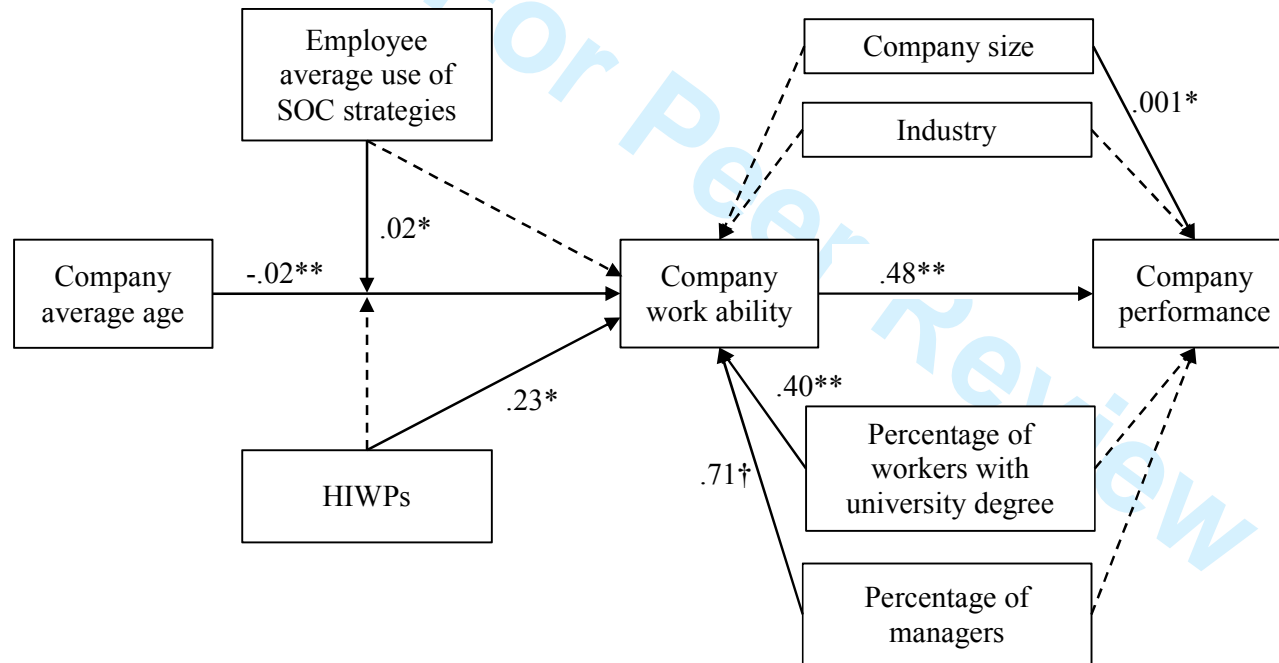 For Peer Review
Employee
average use of
SOC strategies
Company size
.001*
Industry
.02*
Company
average age
-.02**
Company
work ability
.48**
Company
performance
.23*
.40**
HIWPs
.71†
Percentage of
workers with
university degree
Percentage of
managers